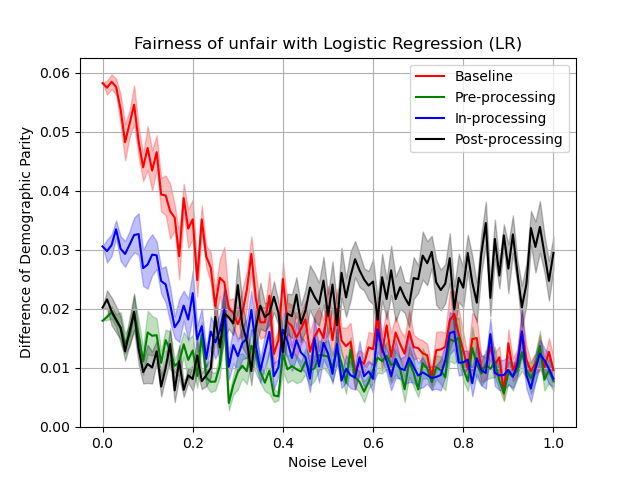 Fairness of unfair with Logistic Regression (LR)
Baseline
Pre-processing
In-processing
Post-processing
Difference of Demographic Parity
0.06
0.05
0.04
0.03
0.02
0.01
0.00
0.0 0.2 0.4 0.6 0.8 1.0
Noise Level